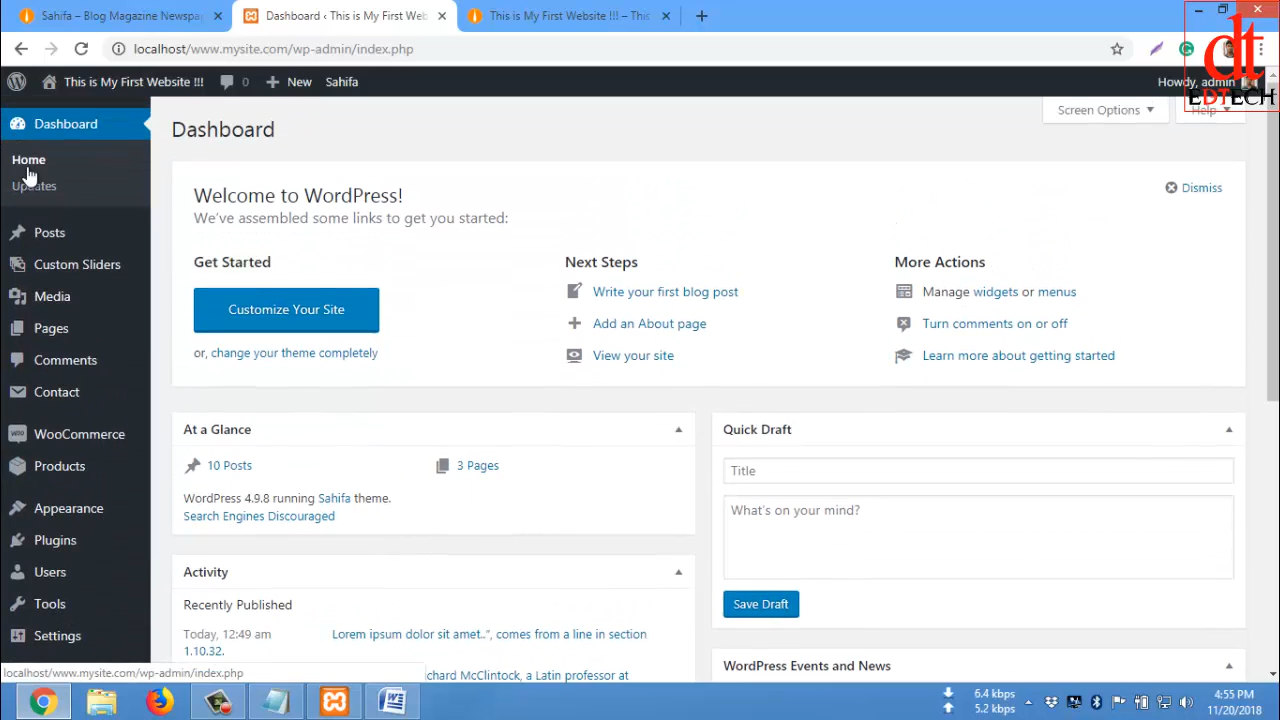 Sahifa – Blog Magazine Newspa
Dashboard ‹ This is My First Web
This is My First Website !!! – This
localhost/www.mysite.com/wp-admin/index.php
dt
EDTECH
This is My First Website !!!
0
New
Sahifa
Howdy, admin
Dashboard
Home
Updates
Posts
Custom Sliders
Media
Pages
Comments
Contact
WooCommerce
Products
Appearance
Plugins
Users
Tools
Settings
Dashboard
Screen Options
Help
Welcome to WordPress!
We've assembled some links to get you started:
Dismiss
Get Started
Customize Your Site
or, change your theme completely
Next Steps
Write your first blog post
Add an About page
View your site
More Actions
Manage widgets or menus
Turn comments on or off
Learn more about getting started
At a Glance
10 Posts
3 Pages
WordPress 4.9.8 running Sahifa theme.
Search Engines Discouraged
Activity
Recently Published
Today, 12:49 am
1.10.32.
Lorem ipsum dolor sit amet..", comes from a line in section
richard McClintock, a Latin professor at
Quick Draft
Title
What's on your mind?
Save Draft
WordPress Events and News
localhost/www.mysite.com/wp-admin/index.php
6.4 kbps
5.2 kbps
4:55 PM
11/20/2018